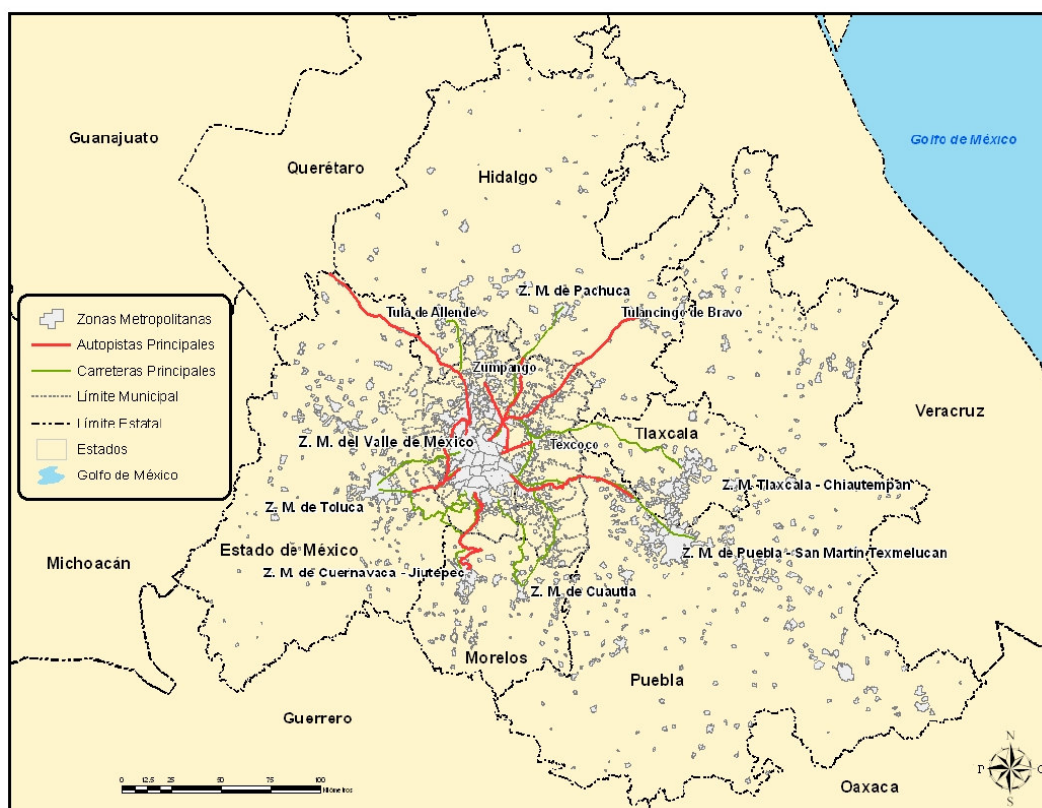 Guanajuato
Querétaro
Hidalgo
Golfo de México
Z. M. de Pachuca
Tula de Allende
Tulancingo de Bravo
Zumpango
Zonas Metropolitanas
Autopistas Principales
Carreteras Principales
Límite Municipal
Límite Estatal
Estados
Golfo de México
Veracruz
Tlaxcala
Z. M. del Valle de México
Texcoco
Z. M. Tlaxcala - Chiautempan
Z. M. de Toluca
Estado de México
Z. M. de Puebla - San Martín Texmelucan
Michoacán
Z. M. de Cuernavaca - Jiutepec
Z. M. de Cuautla
Morelos
Puebla
Guerrero
Oaxaca
0 12.5 25 50 75 100
Kilómetros
N
P O
S